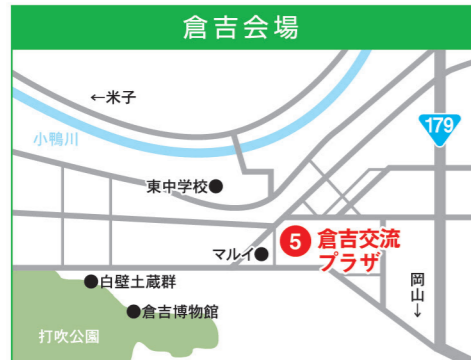 倉吉会場
←米子
179
小鴨川
東中学校●
5 倉吉交流
プラザ
マルイ●
岡山→
●白壁土蔵群
●倉吉博物館
打吹公園